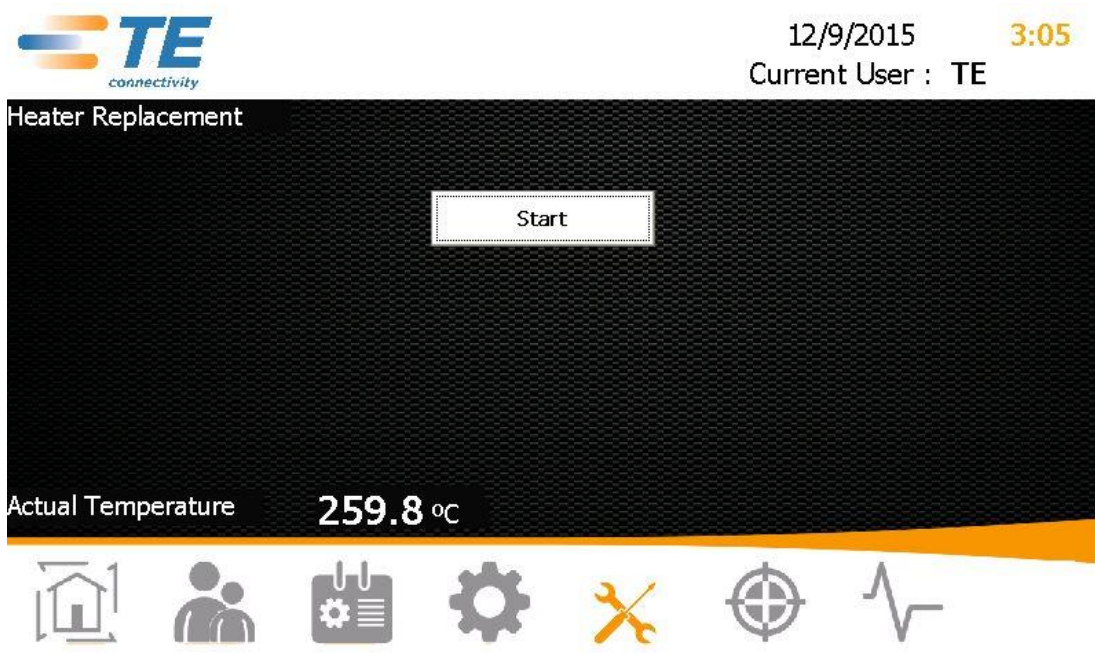 TE
connectivity
12/9/2015 3:05
Current User : TE
Heater Replacement
Start
Actual Temperature 259.8 ºC